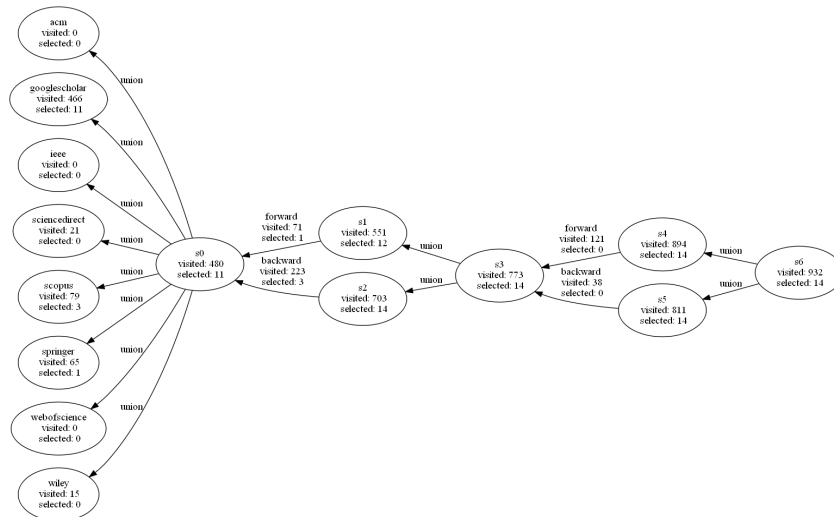 acm
visited: 0
selected: 0
union
googlescholar
visited: 466
selected: 11
union
ieee
visited: 0
selected: 0
union
sciencedirect
visited: 21
selected: 0
union
scopus
visited: 79
selected: 3
union
springer
visited: 65
selected: 1
union
webofscience
visited: 0
selected: 0
union
wiley
visited: 15
selected: 0
union
s0
visited: 480
selected: 11
forward
visited: 71
selected: 1
backward
visited: 223
selected: 3
s1
visited: 551
selected: 12
s2
visited: 703
selected: 14
union
union
s3
visited: 773
selected: 14
forward
visited: 121
selected: 0
backward
visited: 38
selected: 0
s4
visited: 894
selected: 14
s5
visited: 811
selected: 14
union
union
s6
visited: 932
selected: 14